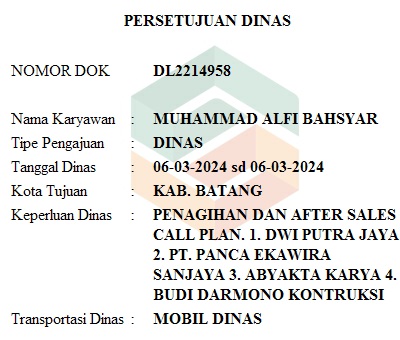 PERSETUJUAN DINAS
NOMOR DOK DL2214958
Nama Karyawan : MUHAMMAD ALFI BAHSYAR
Tipe Pengajuan : DINAS
Tanggal Dinas : 06-03-2024 sd 06-03-2024
Kota Tujuan : KAB. BATANG
Keperluan Dinas : PENAGIHAN DAN AFTER SALES
CALL PLAN. 1. DWI PUTRA JAYA
2. PT. PANCA EKAWIRA
SANJAYA 3. ABYAKTA KARYA 4.
BUDI DARMONO KONTRUKSI
Transportasi Dinas : MOBIL DINAS